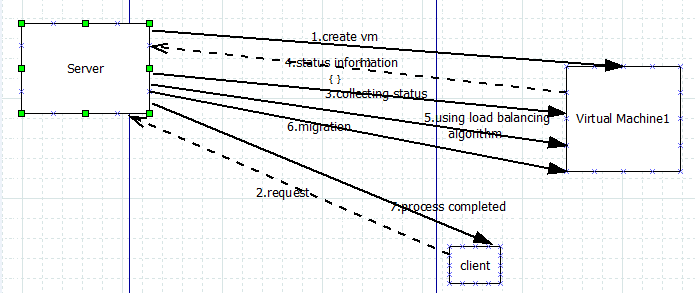 1.create vm
4.status information
Server
{ }
3.collecting status
5.using load balancing
algorithm
Virtual Machine1
6.migration
2.request
7.process completed
client